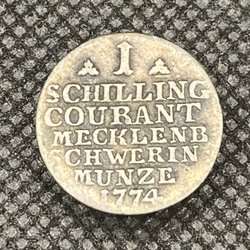 1
SCHILLING
COURANT
MECKLENB
SCHWERIN
MUNZE
1774